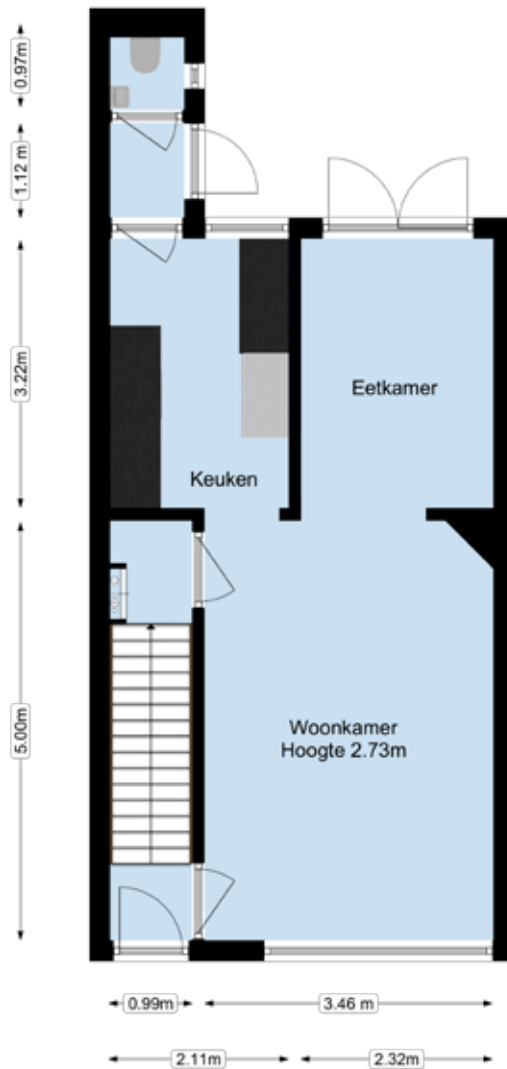 0.97m
1.12 m
3.22m
Eetkamer
Keuken
5.00m
Woonkamer
Hoogte 2.73m
0.99m
3.46 m
2.11m
2.32m